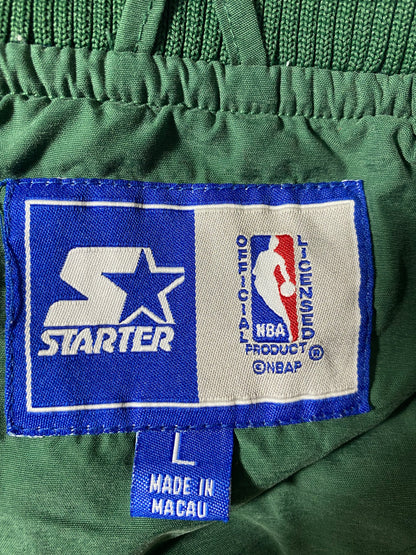 STARTER
OFFICIAL LICENSED
NBA
PRODUCT ®
©NBAP
L
MADE IN
MACAU